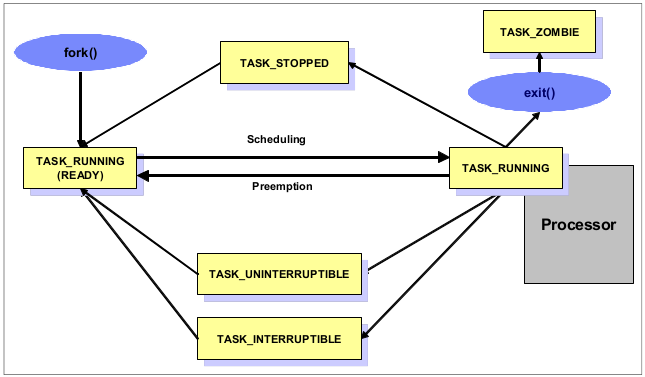 fork()
TASK_STOPPED
TASK_ZOMBIE
exit()
TASK_RUNNING
(READY)
Scheduling
Preemption
TASK_RUNNING
Processor
TASK_UNINTERRUPTIBLE
TASK_INTERRUPTIBLE